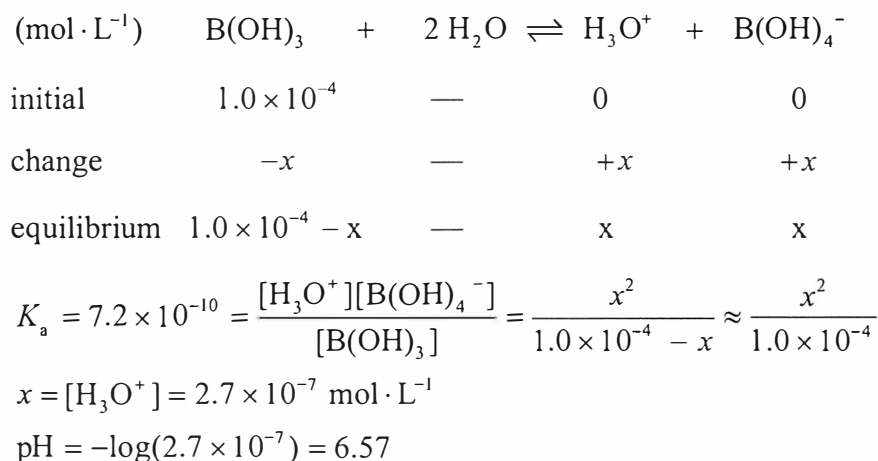 (mol · L⁻¹) B(OH)₃ + 2 H₂O ⇌ H₃O⁺ + B(OH)₄⁻
initial 1.0 × 10⁻⁴ — 0 0
change −x — +x +x
equilibrium 1.0 × 10⁻⁴ − x — x x
Kₐ = 7.2 × 10⁻¹⁰ = [H₃O⁺][B(OH)₄⁻] / [B(OH)₃] = x² / (1.0 × 10⁻⁴ − x) ≈ x² / (1.0 × 10⁻⁴)
x = [H₃O⁺] = 2.7 × 10⁻⁷ mol · L⁻¹
pH = −log(2.7 × 10⁻⁷) = 6.57